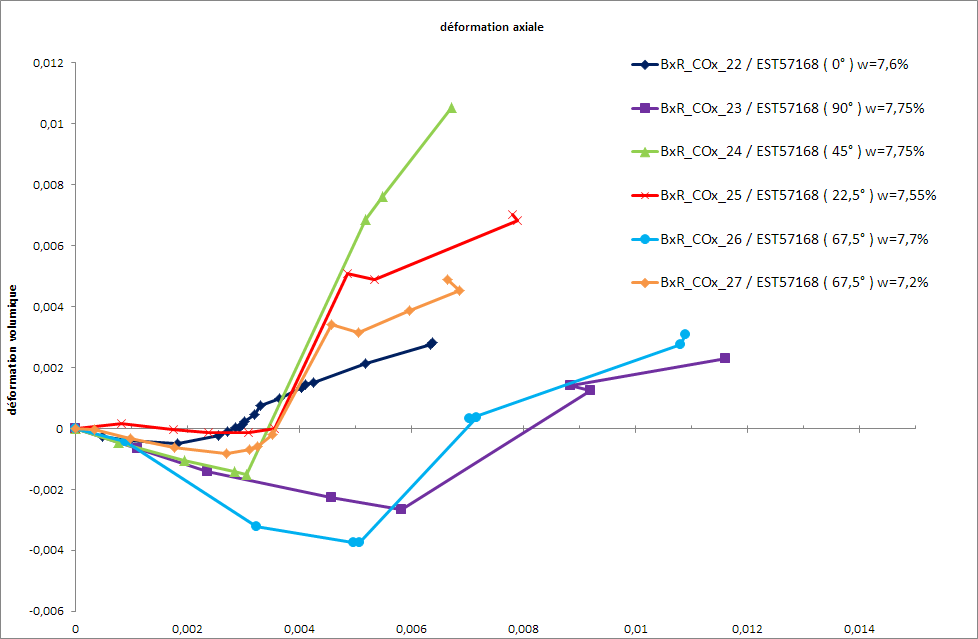 déformation axiale
0,012
0,01
0,008
0,006
0,004
0,002
0
-0,002
-0,004
-0,006
déformation volumique
BxR_COx_22 / EST57168 ( 0° ) w=7,6%
BxR_COx_23 / EST57168 ( 90° ) w=7,75%
BxR_COx_24 / EST57168 ( 45° ) w=7,75%
BxR_COx_25 / EST57168 ( 22,5° ) w=7,55%
BxR_COx_26 / EST57168 ( 67,5° ) w=7,7%
BxR_COx_27 / EST57168 ( 67,5° ) w=7,2%
0 0,002 0,004 0,006 0,008 0,01 0,012 0,014